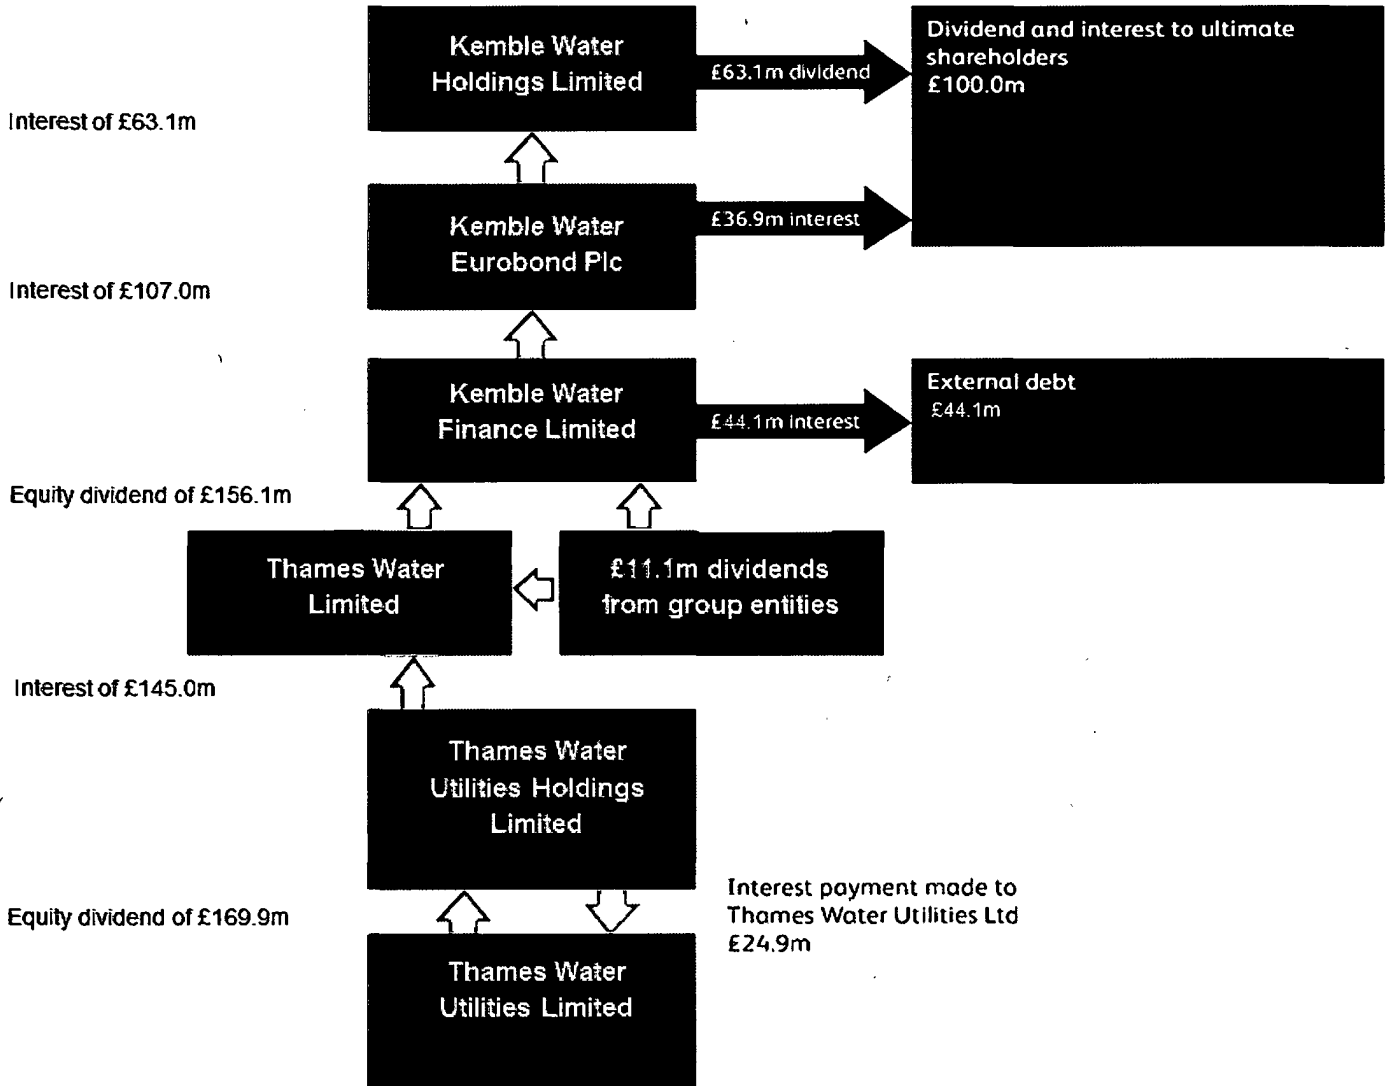 Kemble Water
Holdings Limited
£63.1m dividend
Dividend and interest to ultimate
shareholders
£100.0m
Interest of £63.1m
Kemble Water
Eurobond Plc
£36.9m interest
Interest of £107.0m
Kemble Water
Finance Limited
£44.1m interest
External debt
£44.1m
Equity dividend of £156.1m
Thames Water
Limited
£11.1m dividends
from group entities
Interest of £145.0m
Thames Water
Utilities Holdings
Limited
Equity dividend of £169.9m
Interest payment made to
Thames Water Utilities Ltd
£24.9m
Thames Water
Utilities Limited